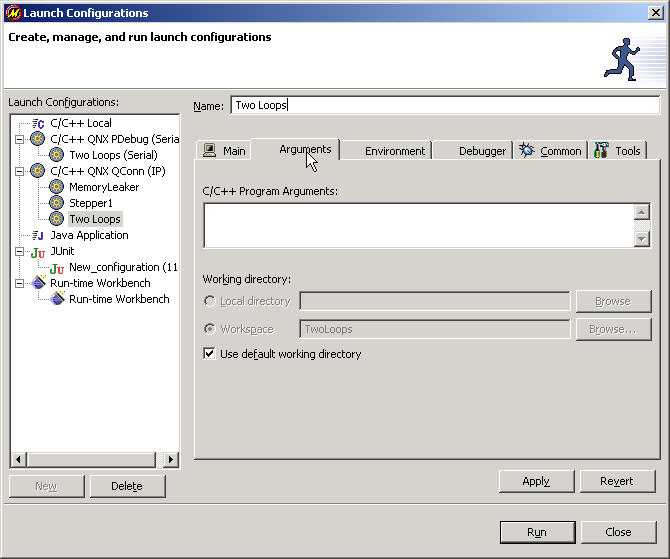 Launch Configurations
Create, manage, and run launch configurations
Launch Configurations:
C/C++ Local
C/C++ QNX PDebug (Seria
Two Loops (Serial)
C/C++ QNX QConn (IP)
MemoryLeaker
Stepper1
Two Loops
Java Application
JUnit
New_configuration (11
Run-time Workbench
Run-time Workbench
New
Delete
Name: Two Loops
Main Arguments Environment Debugger Common Tools
C/C++ Program Arguments:
Working directory:
Local directory Browse
Workspace TwoLoops Browse...
Use default working directory
Apply Revert
Run Close